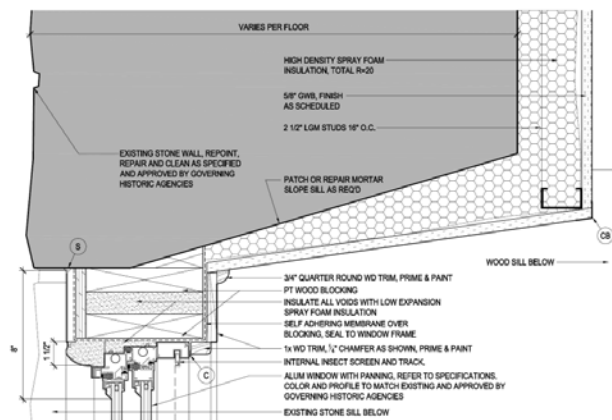 VARIES PER FLOOR
HIGH DENSITY SPRAY FOAM
INSULATION, TOTAL R=20
5/8" GWB, FINISH
AS SCHEDULED
2 1/2" LGM STUDS 16" O.C.
EXISTING STONE WALL, REPOINT,
REPAIR AND CLEAN AS SPECIFIED
AND APPROVED BY GOVERNING
HISTORIC AGENCIES
PATCH OR REPAIR MORTAR
SLOPE SILL AS REQ'D
S
CB
WOOD SILL BELOW
3/4" QUARTER ROUND WD TRIM, PRIME & PAINT
PT WOOD BLOCKING
INSULATE ALL VOIDS WITH LOW EXPANSION
SPRAY FOAM INSULATION
SELF ADHERING MEMBRANE OVER
BLOCKING, SEAL TO WINDOW FRAME
8"
1 1/2"
1x WD TRIM, ¼" CHAMFER AS SHOWN, PRIME & PAINT
INTERNAL INSECT SCREEN AND TRACK.
C
ALUM WINDOW WITH PANNING, REFER TO SPECIFICATIONS.
COLOR AND PROFILE TO MATCH EXISTING AND APPROVED BY
GOVERNING HISTORIC AGENCIES
EXISTING STONE SILL BELOW